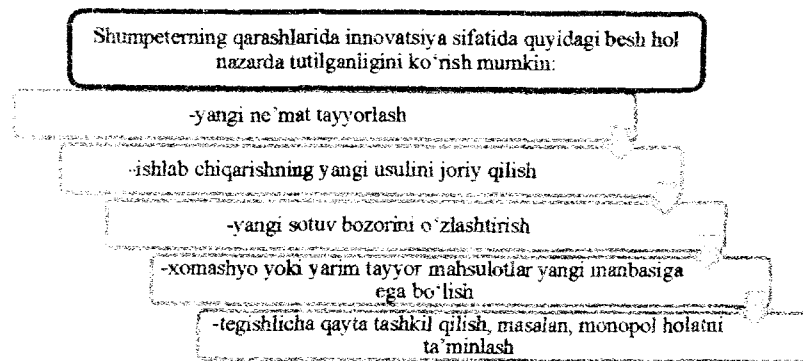 Shumpeterning qarashlarida innovatsiya sifatida quyidagi besh hol
nazarda tutilganligini ko‘rish mumkin:
-yangi ne’mat tayyorlash
-ishlab chiqarishning yangi usulini joriy qilish
-yangi sotuv bozorini o‘zlashtirish
-xomashyo yoki yarim tayyor mahsulotlar yangi manbasiga
ega bo‘lish
-tegishlicha qayta tashkil qilish, masalan, monopol holatni
ta’minlash